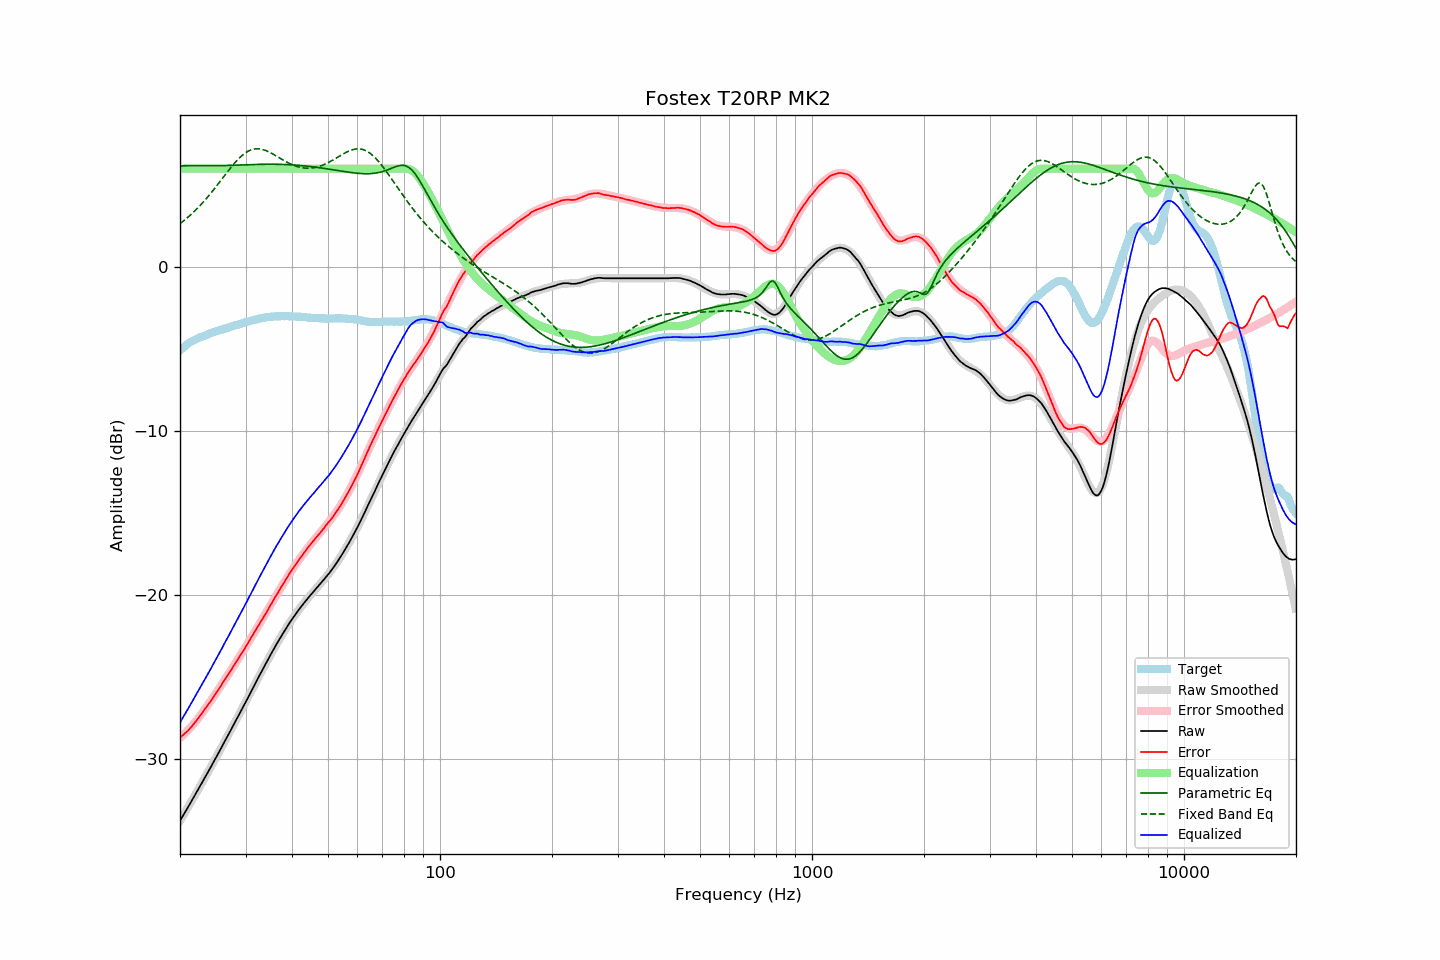 Fostex T20RP MK2
0
−10
−20
−30
Amplitude (dBr)
100
1000
10000
Frequency (Hz)
Target
Raw Smoothed
Error Smoothed
Raw
Error
Equalization
Parametric Eq
Fixed Band Eq
Equalized